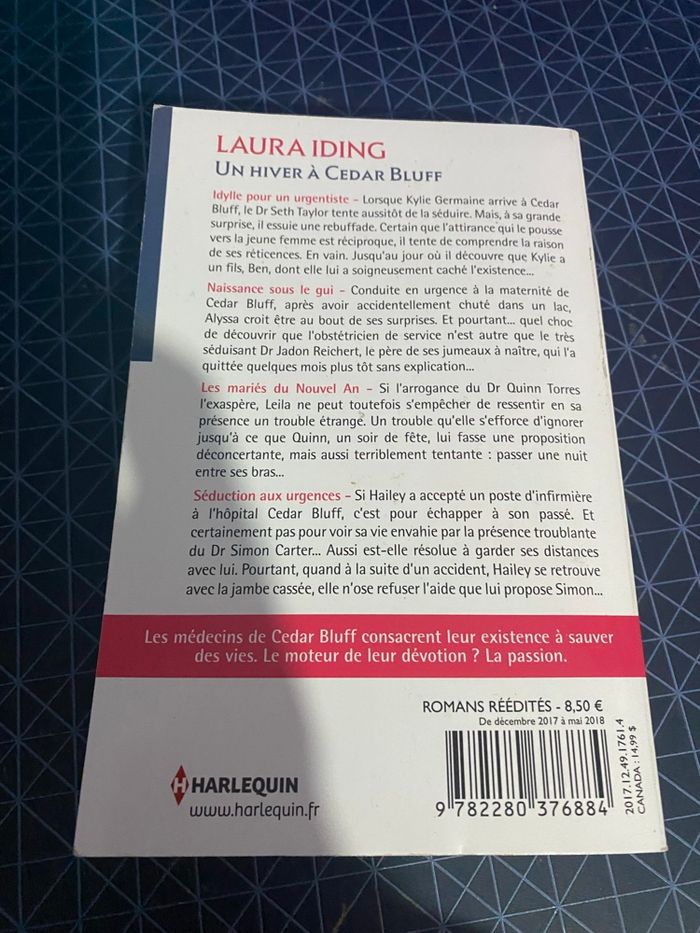 LAURA IDING
UN HIVER À CEDAR BLUFF
Idylle pour un urgentiste – Lorsque Kylie Germaine arrive à Cedar
Bluff, le Dr Seth Taylor tente aussitôt de la séduire. Mais, à sa grande
surprise, il essuie une rebuffade. Certain que l'attirance qui le pousse
vers la jeune femme est réciproque, il tente de comprendre la raison
de ses réticences. En vain. Jusqu'au jour où il découvre que Kylie a
un fils, Ben, dont elle lui a soigneusement caché l'existence...
Naissance sous le gui – Conduite en urgence à la maternité de
Cedar Bluff, après avoir accidentellement chuté dans un lac,
Alyssa croit être au bout de ses surprises. Et pourtant... quel choc
de découvrir que l'obstétricien de service n'est autre que le très
séduisant Dr Jadon Reichert, le père de ses jumeaux à naître, qui l'a
quittée quelques mois plus tôt sans explication...
Les mariés du Nouvel An – Si l'arrogance du Dr Quinn Torres
l'exaspère, Leila ne peut toutefois s'empêcher de ressentir en sa
présence un trouble étrange. Un trouble qu'elle s'efforce d'ignorer
jusqu'à ce que Quinn, un soir de fête, lui fasse une proposition
déconcertante, mais aussi terriblement tentante : passer une nuit
entre ses bras...
Séduction aux urgences – Si Hailey a accepté un poste d'infirmière
à l'hôpital Cedar Bluff, c'est pour échapper à son passé. Et
certainement pas pour voir sa vie envahie par la présence troublante
du Dr Simon Carter... Aussi est-elle résolue à garder ses distances
avec lui. Pourtant, quand à la suite d'un accident, Hailey se retrouve
avec la jambe cassée, elle n'ose refuser l'aide que lui propose Simon...
Les médecins de Cedar Bluff consacrent leur existence à sauver
des vies. Le moteur de leur dévotion ? La passion.
ROMANS RÉÉDITÉS - 8,50 €
De décembre 2017 à mai 2018
9 782280 376884
2017.12.49.1761.4
CANADA : 14,99 $
H HARLEQUIN
www.harlequin.fr